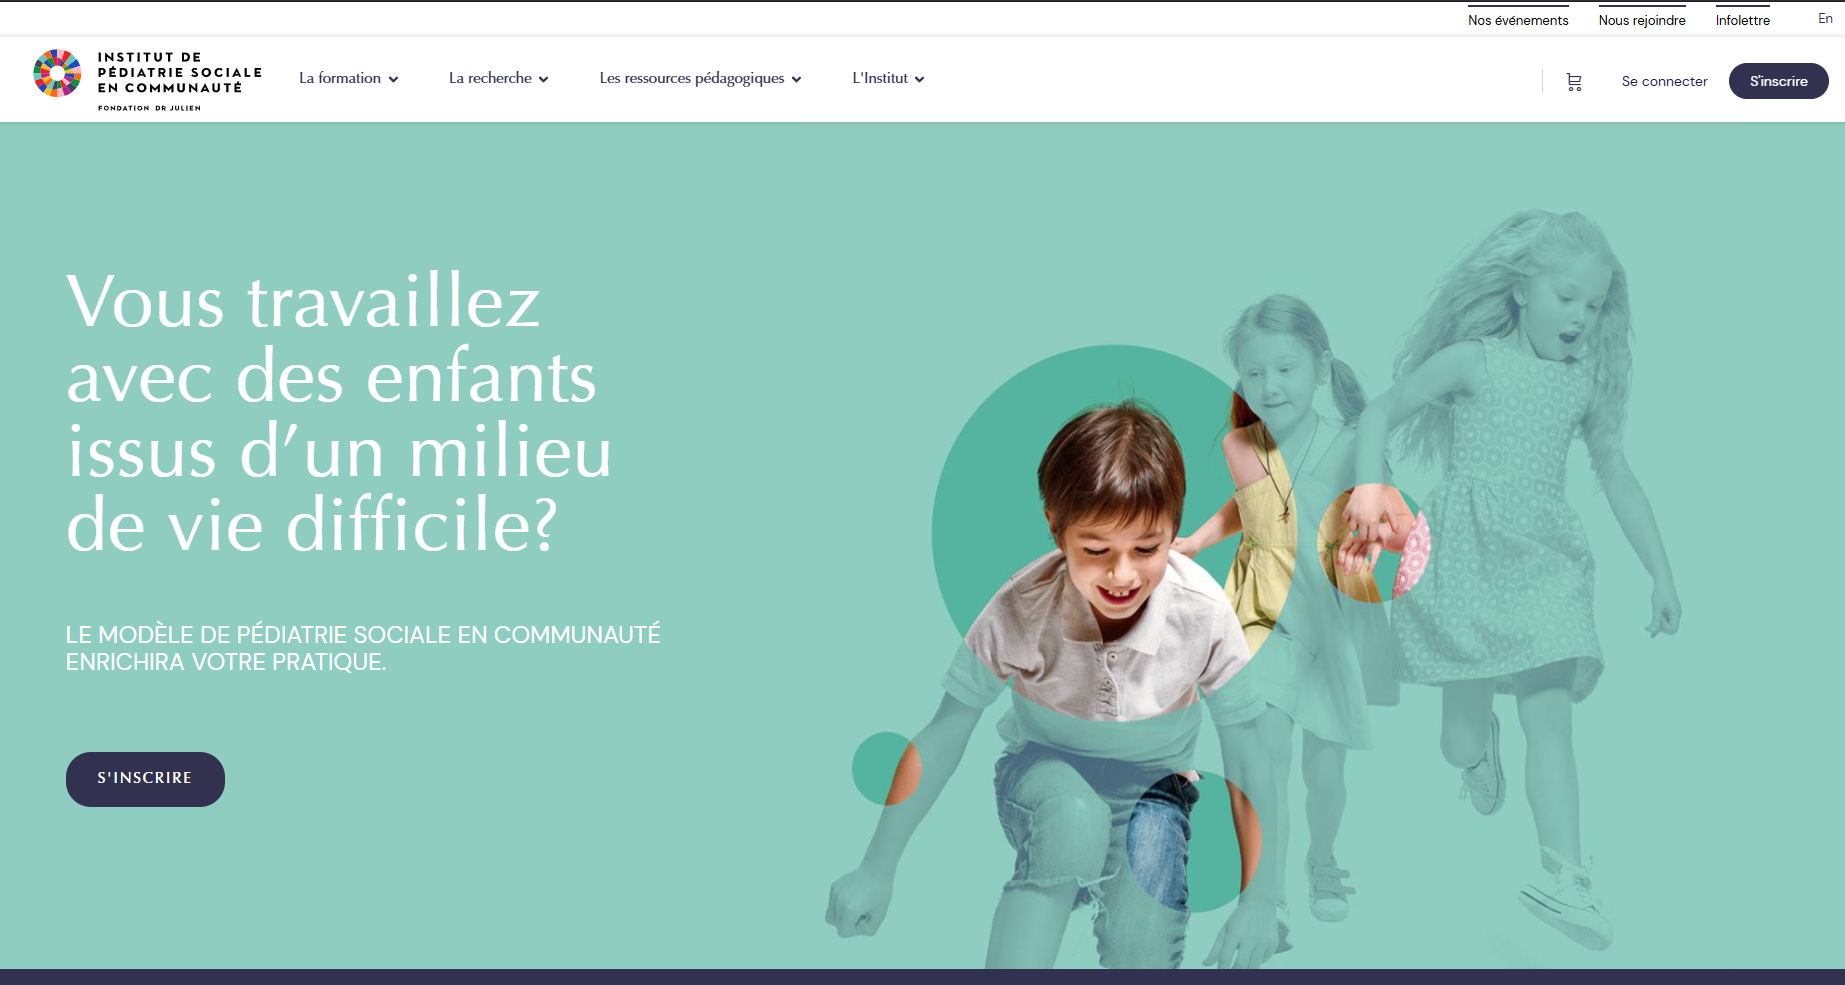 Nos événements
Nous rejoindre
Infolettre
En
INSTITUT DE
PÉDIATRIE SOCIALE
EN COMMUNAUTÉ
FONDATION DR JULIEN
La formation
La recherche
Les ressources pédagogiques
L'Institut
Se connecter
S'inscrire
Vous travaillez
avec des enfants
issus d’un milieu
de vie difficile?
LE MODÈLE DE PÉDIATRIE SOCIALE EN COMMUNAUTÉ
ENRICHIRA VOTRE PRATIQUE.
S'INSCRIRE